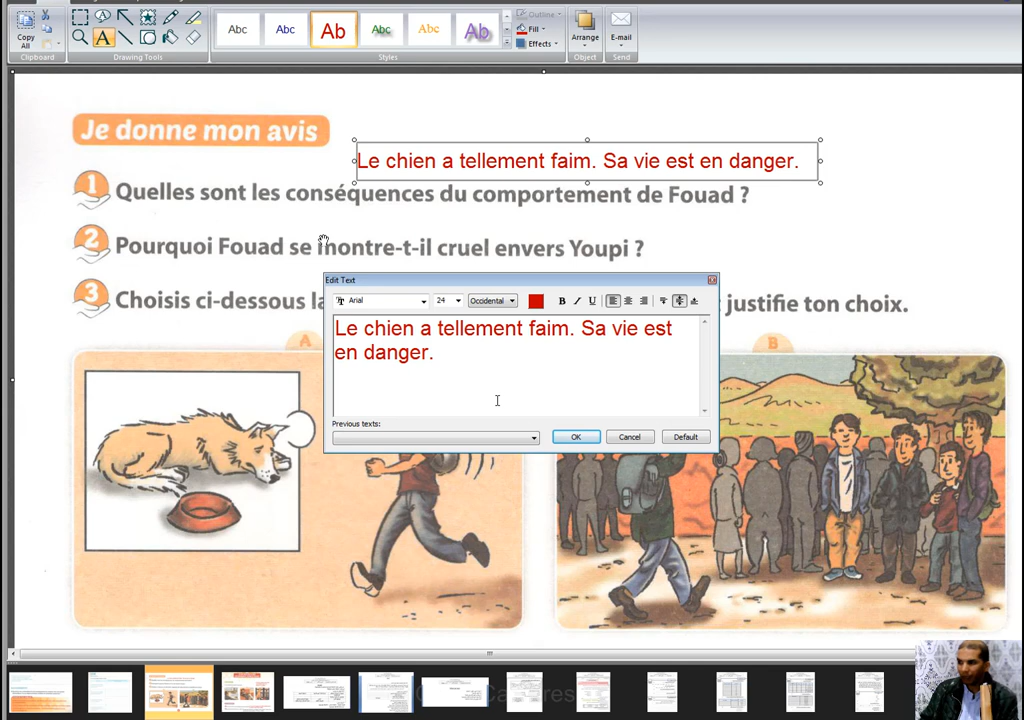 Copy
All
Clipboard
Drawing Tools
Abc
Abc
Ab
Abc
Abc
Ab
Styles
Outline
Fill
Effects
Arrange
Object
E-mail
Send
Je donne mon avis
Le chien a tellement faim. Sa vie est en danger.
1 Quelles sont les conséquences du comportement de Fouad ?
2 Pourquoi Fouad se montre-t-il cruel envers Youpi ?
3 Choisis ci-dessous
justifie ton choix.
Edit Text
Arial
24
Occidental
B I U
Le chien a tellement faim. Sa vie est
en danger.
Previous texts:
OK
Cancel
Default
A
B